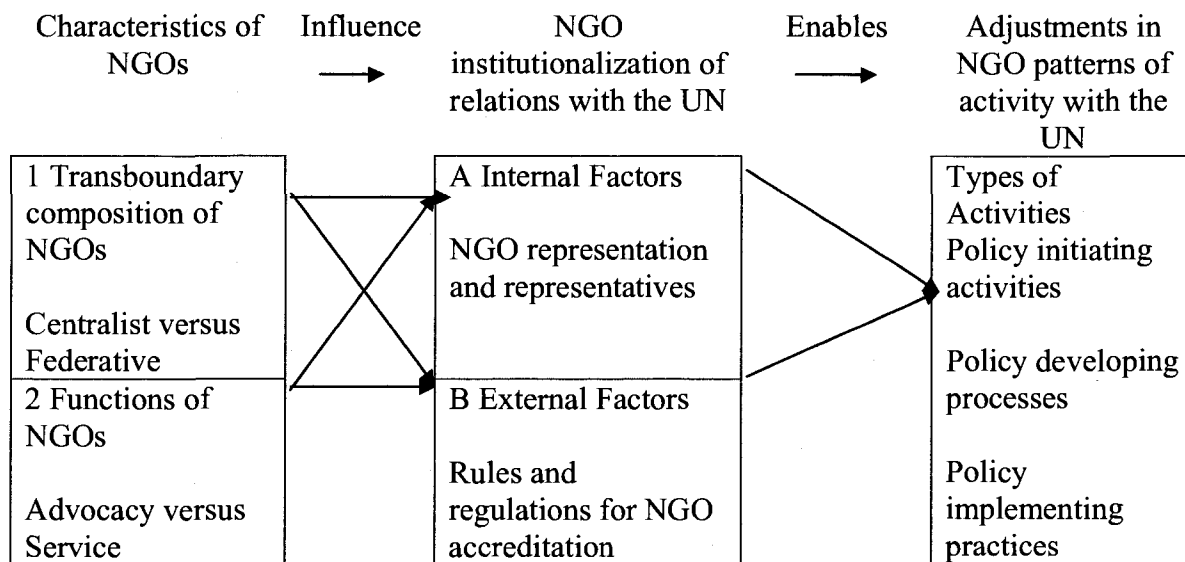 Characteristics of
NGOs
Influence
NGO
institutionalization of
relations with the UN
Enables
Adjustments in
NGO patterns of
activity with the
UN
1 Transboundary
composition of
NGOs
Centralist versus
Federative
2 Functions of
NGOs
Advocacy versus
Service
A Internal Factors
NGO representation
and representatives
B External Factors
Rules and
regulations for NGO
accreditation
Types of
Activities
Policy initiating
activities
Policy developing
processes
Policy
implementing
practices